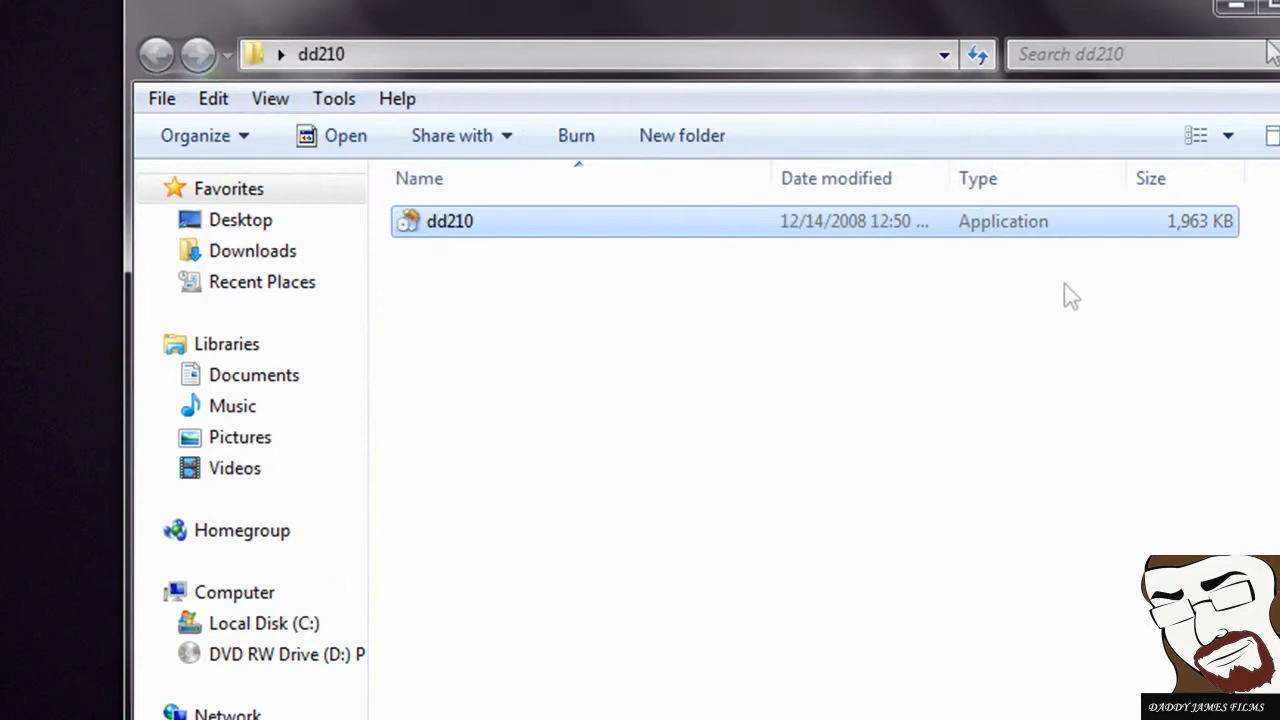 dd210
Search dd210
File Edit View Tools Help
Organize Open Share with Burn New folder
Name Date modified Type Size
dd210 12/14/2008 12:50 ... Application 1,963 KB
Favorites
Desktop
Downloads
Recent Places
Libraries
Documents
Music
Pictures
Videos
Homegroup
Computer
Local Disk (C:)
DVD RW Drive (D:) P
Network
DADDY JAMES FILMS